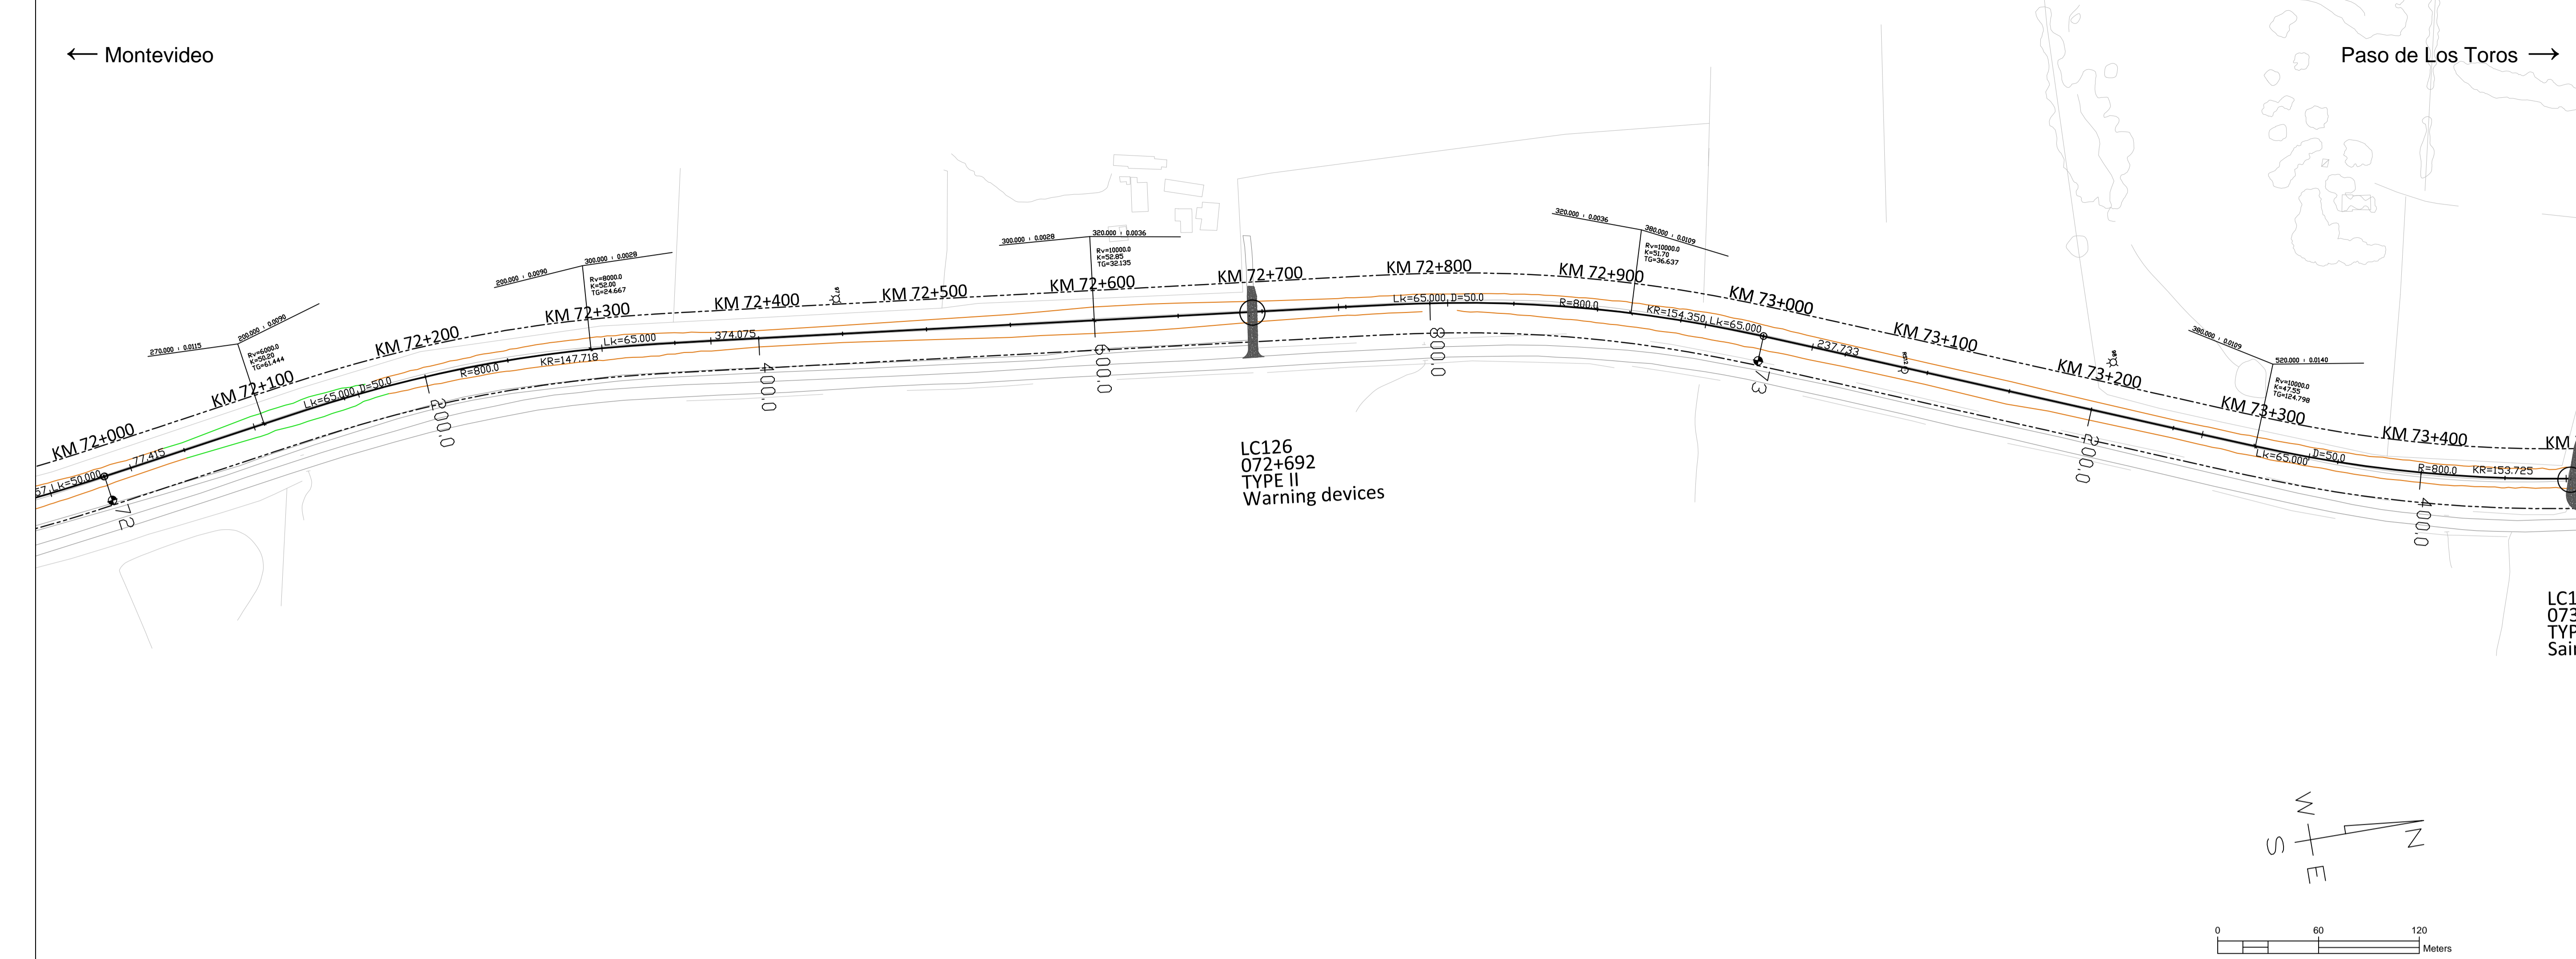 ← Montevideo
Paso de Los Toros →
270.000 : 0.0115
200.000 : 0.0090
Rv=6000.0
K=50.20
TG=61.444
200.000 : 0.0090
300.000 : 0.0028
Rv=8000.0
K=52.00
TG=24.667
300.000 : 0.0028
320.000 : 0.0036
Rv=10000.0
K=52.85
TG=32.135
320.000 : 0.0036
380.000 : 0.0109
Rv=10000.0
K=51.70
TG=36.637
380.000 : 0.0109
520.000 : 0.0140
Rv=10000.0
K=47.55
TG=124.798
KM 72+000
KM 72+100
KM 72+200
KM 72+300
KM 72+400
KM 72+500
KM 72+600
KM 72+700
KM 72+800
KM 72+900
KM 73+000
KM 73+100
KM 73+200
KM 73+300
KM 73+400
KM
57,Lk=50.000
77.415
Lk=65.000,D=50.0
R=800.0
KR=147.718
Lk=65.000
374.075
Lk=65.000,D=50.0
R=800.0
KR=154.350,Lk=65.000
237.733
Lk=65.000
D=50.0
R=800.0
KR=153.725
72
200.0
400.0
600.0
800.0
73
200.0
400.0
LC126
072+692
TYPE II
Warning devices
LC1
073
TYP
Sain
W
N
S
E
0 60 120
Meters